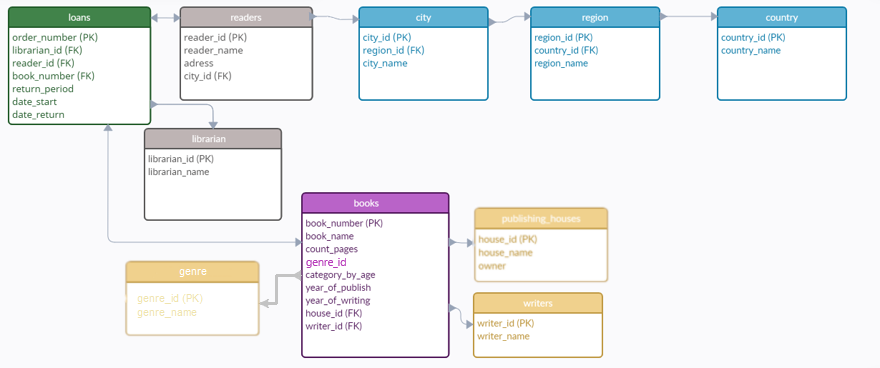 loans
order_number (PK)
librarian_id (FK)
reader_id (FK)
book_number (FK)
return_period
date_start
date_return
readers
reader_id (PK)
reader_name
adress
city_id (FK)
city
city_id (PK)
region_id (FK)
city_name
region
region_id (PK)
country_id (FK)
region_name
country
country_id (PK)
country_name
librarian
librarian_id (PK)
librarian_name
books
book_number (PK)
book_name
count_pages
genre_id
category_by_age
year_of_publish
year_of_writing
house_id (FK)
writer_id (FK)
publishing_houses
house_id (PK)
house_name
owner
genre
genre_id (PK)
genre_name
writers
writer_id (PK)
writer_name